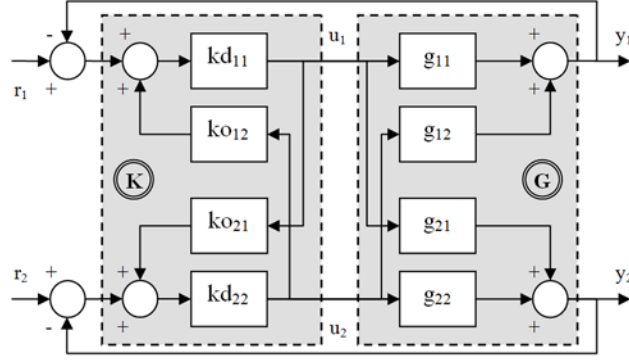 - + u₁ y₁
+ kd₁₁ g₁₁ +
r₁ + + +
ko₁₂ g₁₂
K G
ko₂₁ g₂₁
r₂ + + + y₂
kd₂₂ g₂₂
- + u₂ +